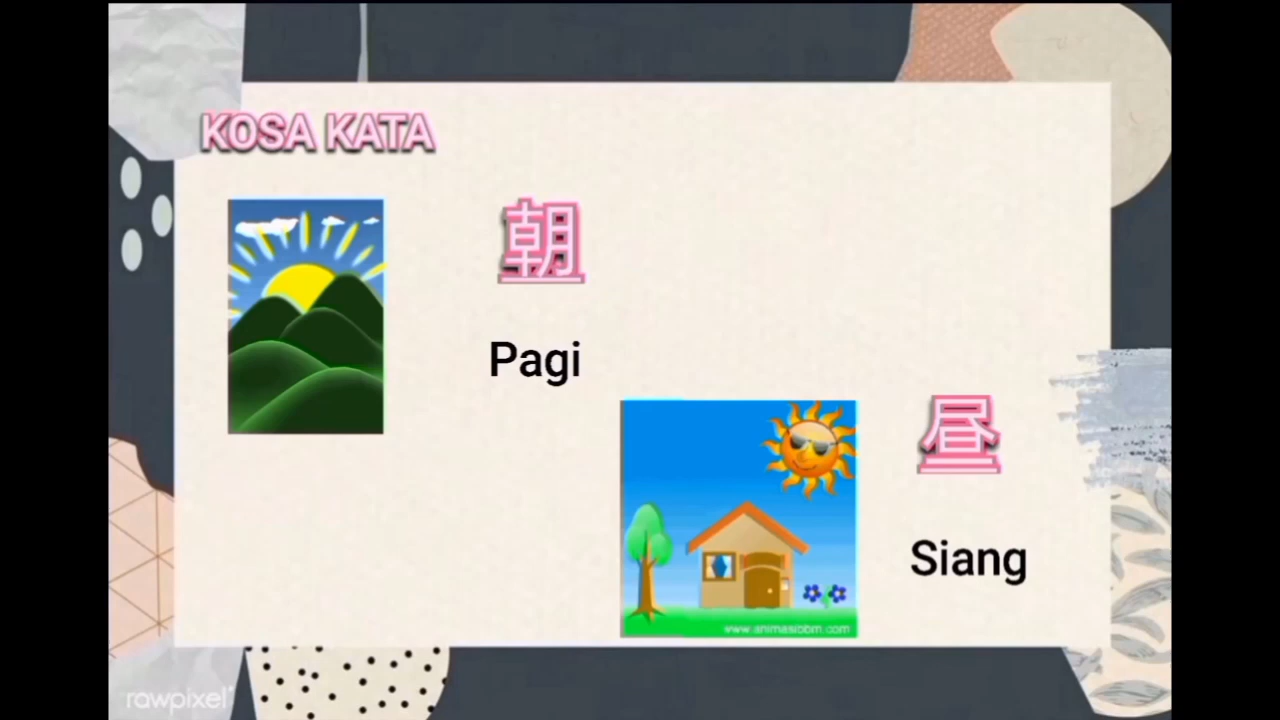 KOSA KATA
朝
Pagi
昼
Siang
www.animasibbm.com
rawpixel